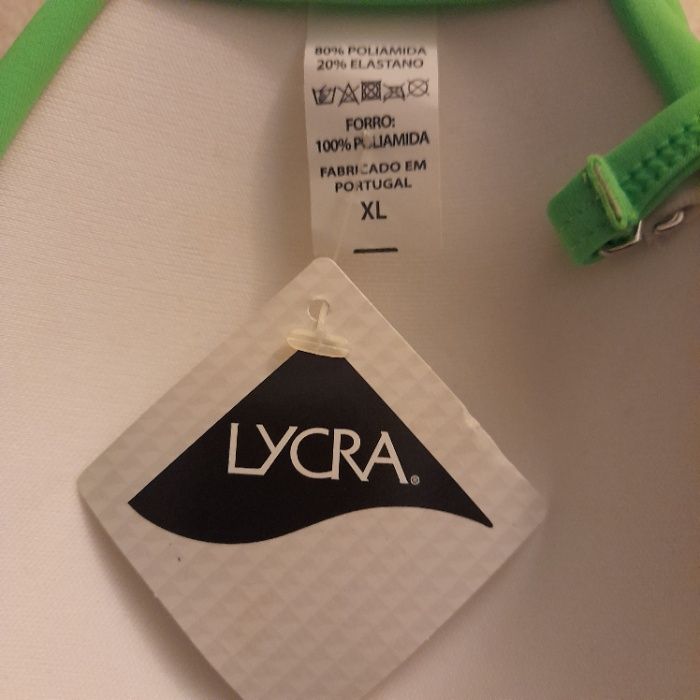 80% POLIAMIDA
20% ELASTANO
FORRO:
100% POLIAMIDA
FABRICADO EM
PORTUGAL
XL
LYCRA®